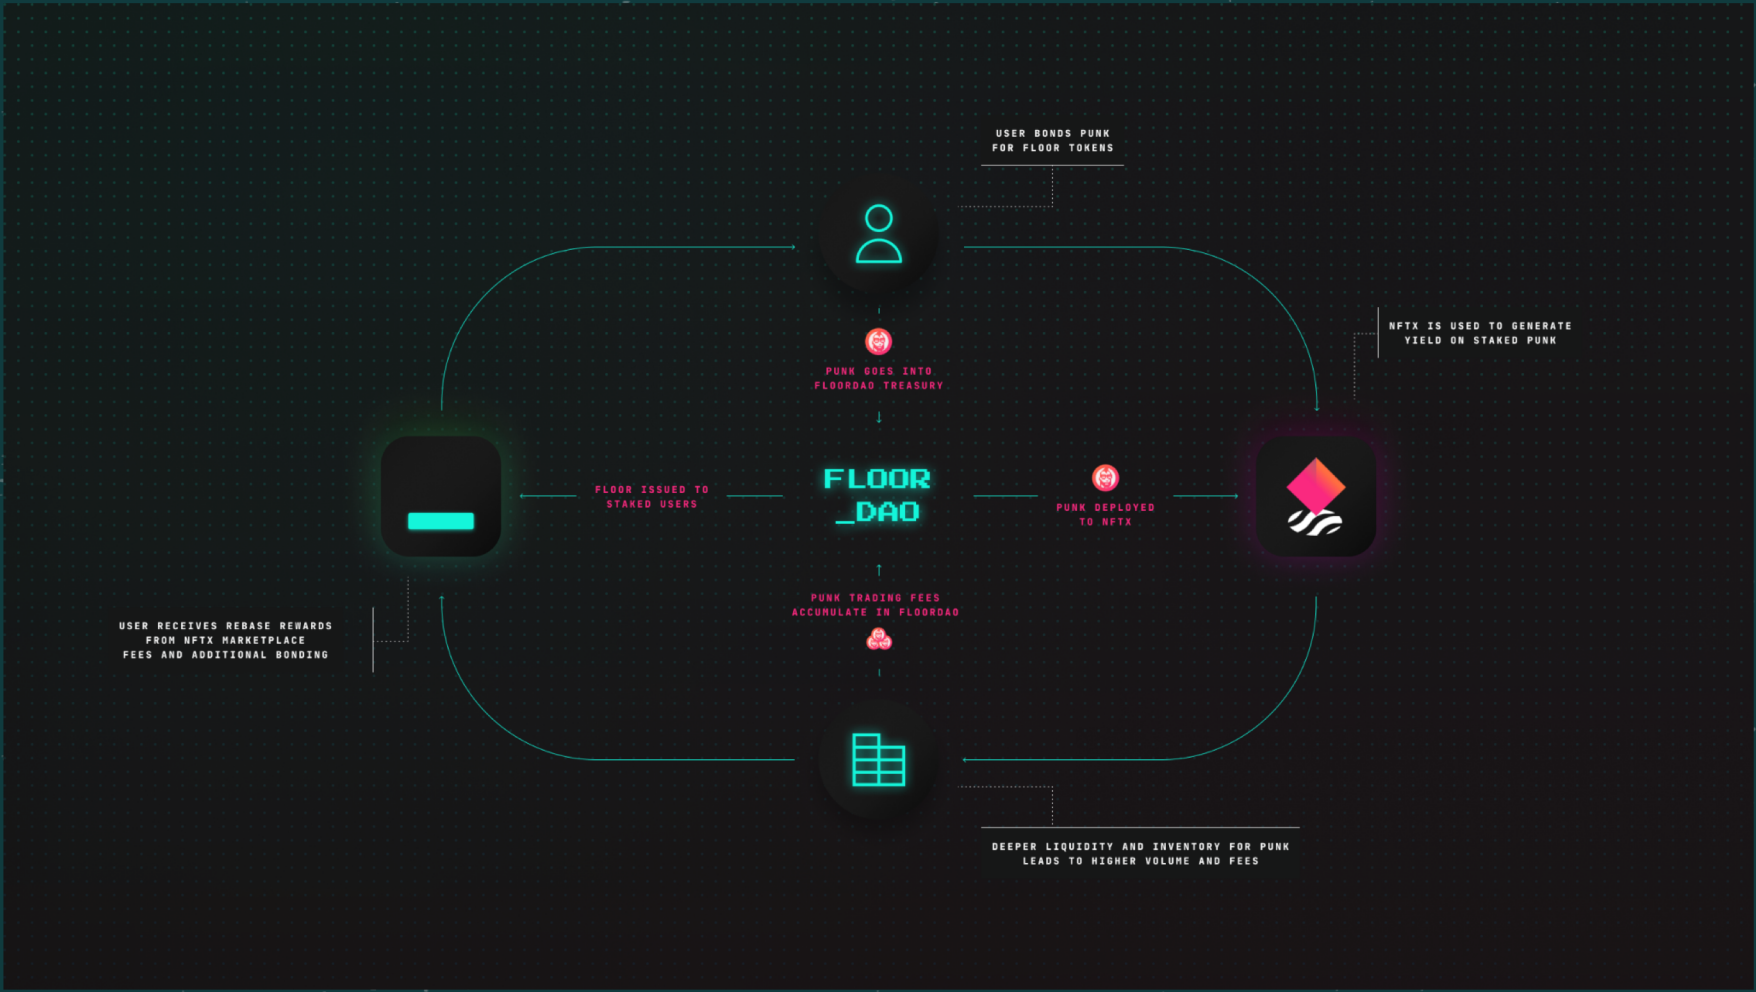 USER BONDS PUNK
FOR FLOOR TOKENS
NFTX IS USED TO GENERATE
YIELD ON STAKED PUNK
PUNK GOES INTO
FLOORDAO TREASURY
FLOOR
_DAO
FLOOR ISSUED TO
STAKED USERS
PUNK DEPLOYED
TO NFTX
PUNK TRADING FEES
ACCUMULATE IN FLOORDAO
USER RECEIVES REBASE REWARDS
FROM NFTX MARKETPLACE
FEES AND ADDITIONAL BONDING
DEEPER LIQUIDITY AND INVENTORY FOR PUNK
LEADS TO HIGHER VOLUME AND FEES